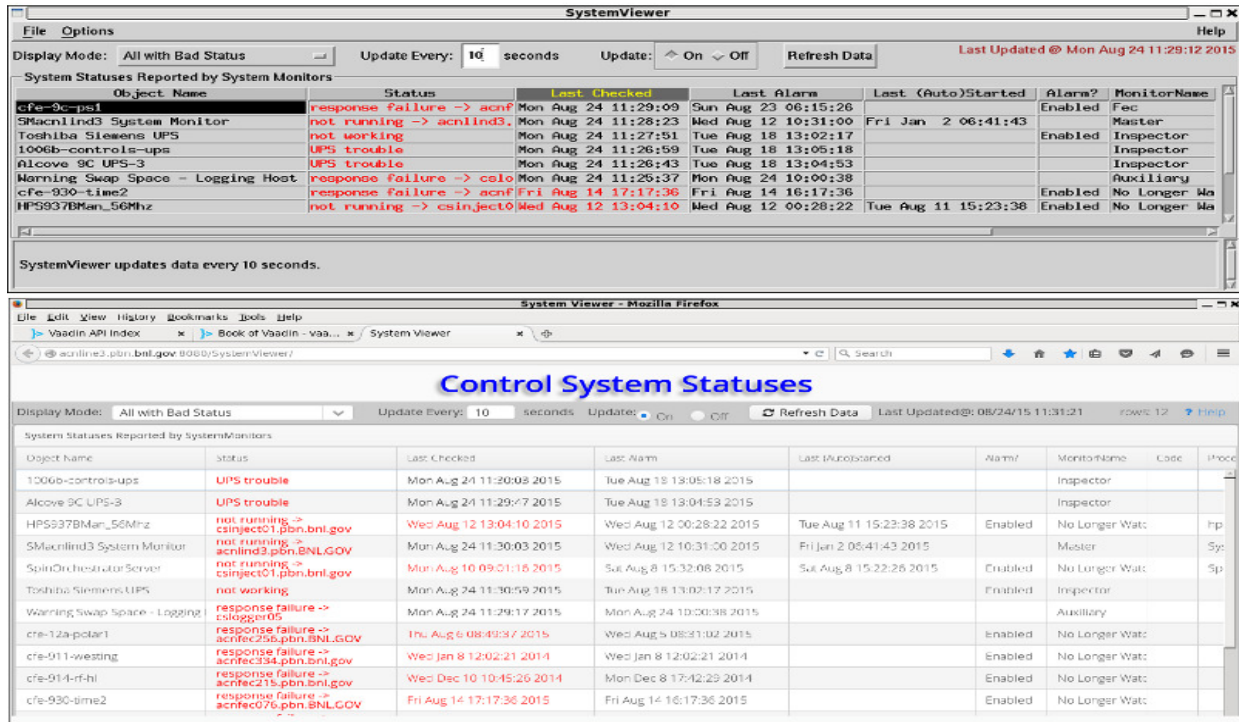 SystemViewer
File Options Help
Display Mode: All with Bad Status Update Every: 10 seconds Update: On Off Refresh Data Last Updated @ Mon Aug 24 11:29:12 2015
System Statuses Reported by System Monitors
Object Name Status Last Checked Last Alarm Last (Auto)Started Alarm? MonitorName
cfe-9c-ps1 response failure -> acnf Mon Aug 24 11:29:09 Sun Aug 23 06:15:26 Enabled Fec
SMacnlind3 System Monitor not running -> acnlind3. Mon Aug 24 11:28:23 Wed Aug 12 10:31:00 Fri Jan 2 06:41:43 Master
Toshiba Siemens UPS not working Mon Aug 24 11:27:51 Tue Aug 18 13:02:17 Enabled Inspector
1006b-controls-ups UPS trouble Mon Aug 24 11:26:59 Tue Aug 18 13:05:18 Inspector
Alcove 9C UPS-3 UPS trouble Mon Aug 24 11:26:43 Tue Aug 18 13:04:53 Inspector
Warning Swap Space - Logging Host response failure -> cslo Mon Aug 24 11:25:37 Mon Aug 24 10:00:38 Auxiliary
cfe-930-time2 response failure -> acnf Fri Aug 14 17:17:36 Fri Aug 14 16:17:36 Enabled No Longer Wa
HPS937BMan_56Mhz not running -> csinject0 Wed Aug 12 13:04:10 Wed Aug 12 00:28:22 Tue Aug 11 15:23:38 Enabled No Longer Wa
SystemViewer updates data every 10 seconds.
System Viewer - Mozilla Firefox
File Edit View History Bookmarks Tools Help
Vaadin API Index Book of Vaadin - vaa... System Viewer
acnline3.pbn.bnl.gov:8080/SystemViewer/ Search
Control System Statuses
Display Mode: All with Bad Status Update Every: 10 seconds Update: On Off Refresh Data Last Updated@: 08/24/15 11:31:21 rows: 12 ? Help
System Statuses Reported by SystemMonitors
Object Name Status Last Checked Last Alarm Last (Auto)Started Alarm? MonitorName Code Proce
1006b-controls-ups UPS trouble Mon Aug 24 11:30:03 2015 Tue Aug 18 13:05:18 2015 Inspector
Alcove 9C UPS-3 UPS trouble Mon Aug 24 11:29:47 2015 Tue Aug 18 13:04:53 2015 Inspector
HPS937BMan_56Mhz not running -> csinject01.pbn.bnl.gov Wed Aug 12 13:04:10 2015 Wed Aug 12 00:28:22 2015 Tue Aug 11 15:23:38 2015 Enabled No Longer Watc hp
SMacnlind3 System Monitor not running -> acnlind3.pbn.BNL.GOV Mon Aug 24 11:30:03 2015 Wed Aug 12 10:31:00 2015 Fri Jan 2 06:41:43 2015 Master Sy
SpinOrchestratorServer not running -> csinject01.pbn.bnl.gov Mon Aug 10 09:01:16 2015 Sat Aug 8 15:32:08 2015 Sat Aug 8 15:22:26 2015 Enabled No Longer Watc Sp
Toshiba Siemens UPS not working Mon Aug 24 11:30:59 2015 Tue Aug 18 13:02:17 2015 Enabled Inspector
Warning Swap Space - Logging response failure -> cslogger05 Mon Aug 24 11:29:17 2015 Mon Aug 24 10:00:38 2015 Auxiliary
cfe-12a-polar1 response failure -> acnfec256.pbn.BNL.GOV Thu Aug 6 08:49:37 2015 Wed Aug 5 08:31:02 2015 Enabled No Longer Watc
cfe-911-westing response failure -> acnfec334.pbn.bnl.gov Wed Jan 8 12:02:21 2014 Wed Jan 8 12:02:21 2014 Enabled No Longer Watc
cfe-914-rf-hl response failure -> acnfec215.pbn.bnl.gov Wed Dec 10 10:45:26 2014 Mon Dec 8 17:42:29 2014 Enabled No Longer Watc
cfe-930-time2 response failure -> acnfec076.pbn.BNL.GOV Fri Aug 14 17:17:36 2015 Fri Aug 14 16:17:36 2015 Enabled No Longer Watc